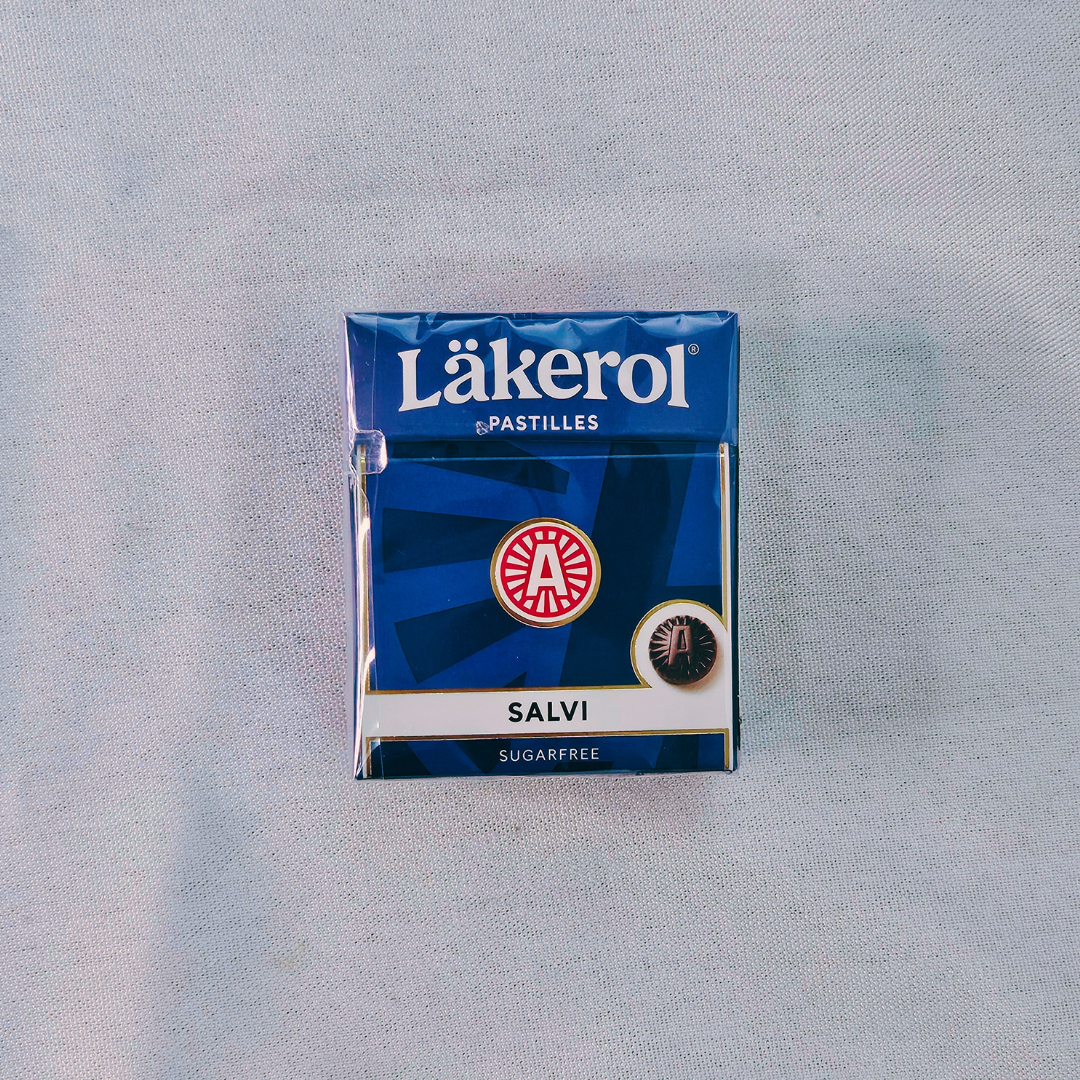 Läkerol®
PASTILLES
A
A
SALVI
SUGARFREE